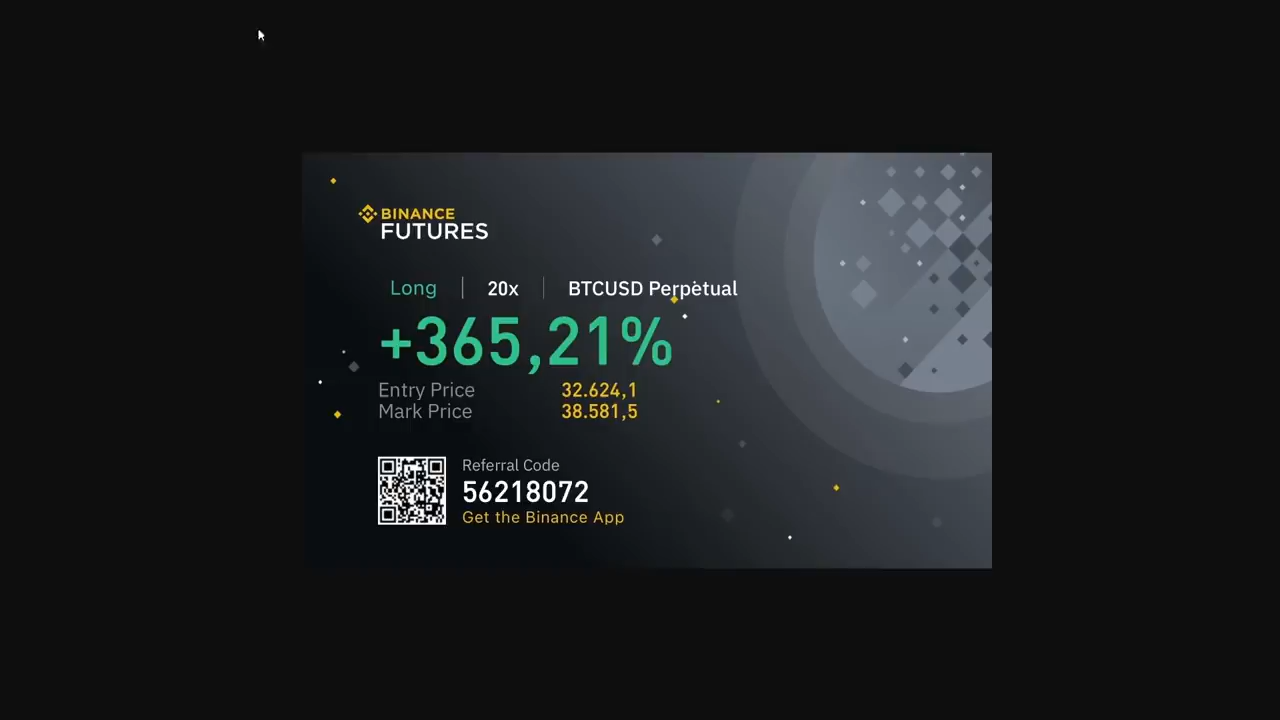 BINANCE
FUTURES
Long 20x BTCUSD Perpetual
+365,21%
Entry Price 32.624,1
Mark Price 38.581,5
Referral Code
56218072
Get the Binance App